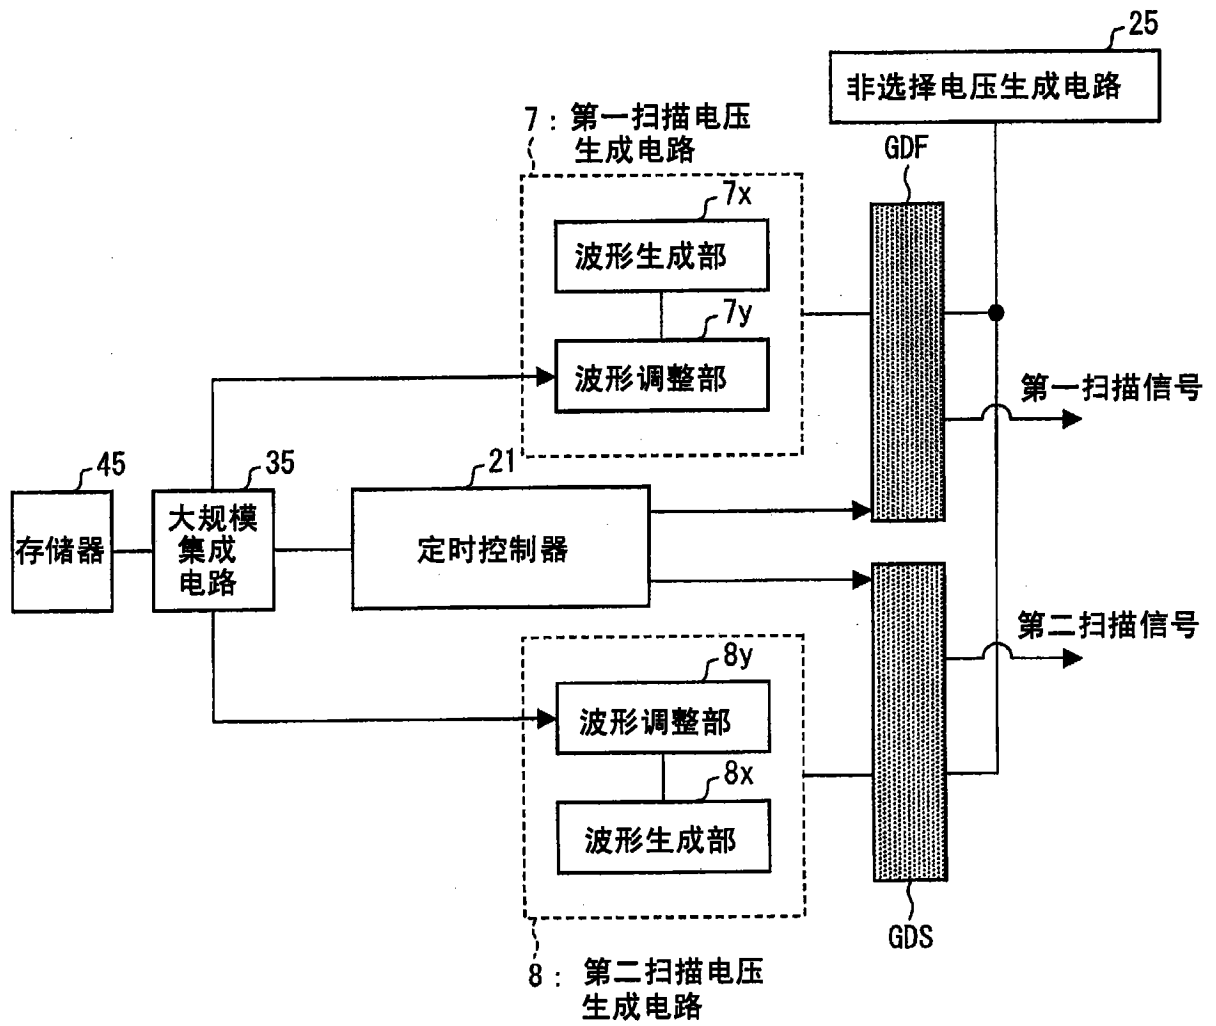 25
非选择电压生成电路
7：第一扫描电压
生成电路
GDF
7x
波形生成部
7y
波形调整部
第一扫描信号
45
35
21
存储器
大规模
集成
电路
定时控制器
第二扫描信号
8y
波形调整部
8x
波形生成部
GDS
8：第二扫描电压
生成电路